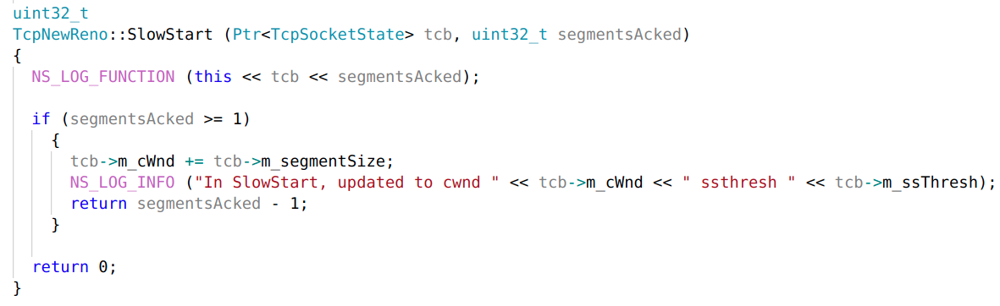 uint32_t
TcpNewReno::SlowStart (Ptr<TcpSocketState> tcb, uint32_t segmentsAcked)
{
  NS_LOG_FUNCTION (this << tcb << segmentsAcked);

  if (segmentsAcked >= 1)
    {
      tcb->m_cWnd += tcb->m_segmentSize;
      NS_LOG_INFO ("In SlowStart, updated to cwnd " << tcb->m_cWnd << " ssthresh " << tcb->m_ssThresh);
      return segmentsAcked - 1;
    }

  return 0;
}